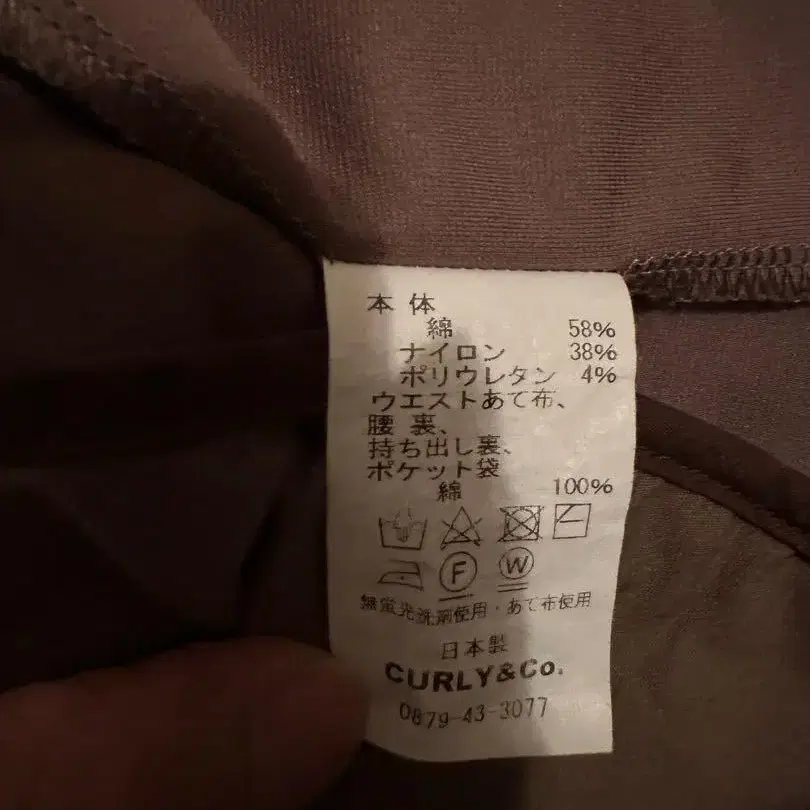 本体
綿 58%
ナイロン 38%
ポリウレタン 4%
ウエストあて布、
腰裏、
持ち出し裏、
ポケット袋
綿 100%
F W
無蛍光洗剤使用・あて布使用
日本製
CURLY&Co.
0879-43-3077